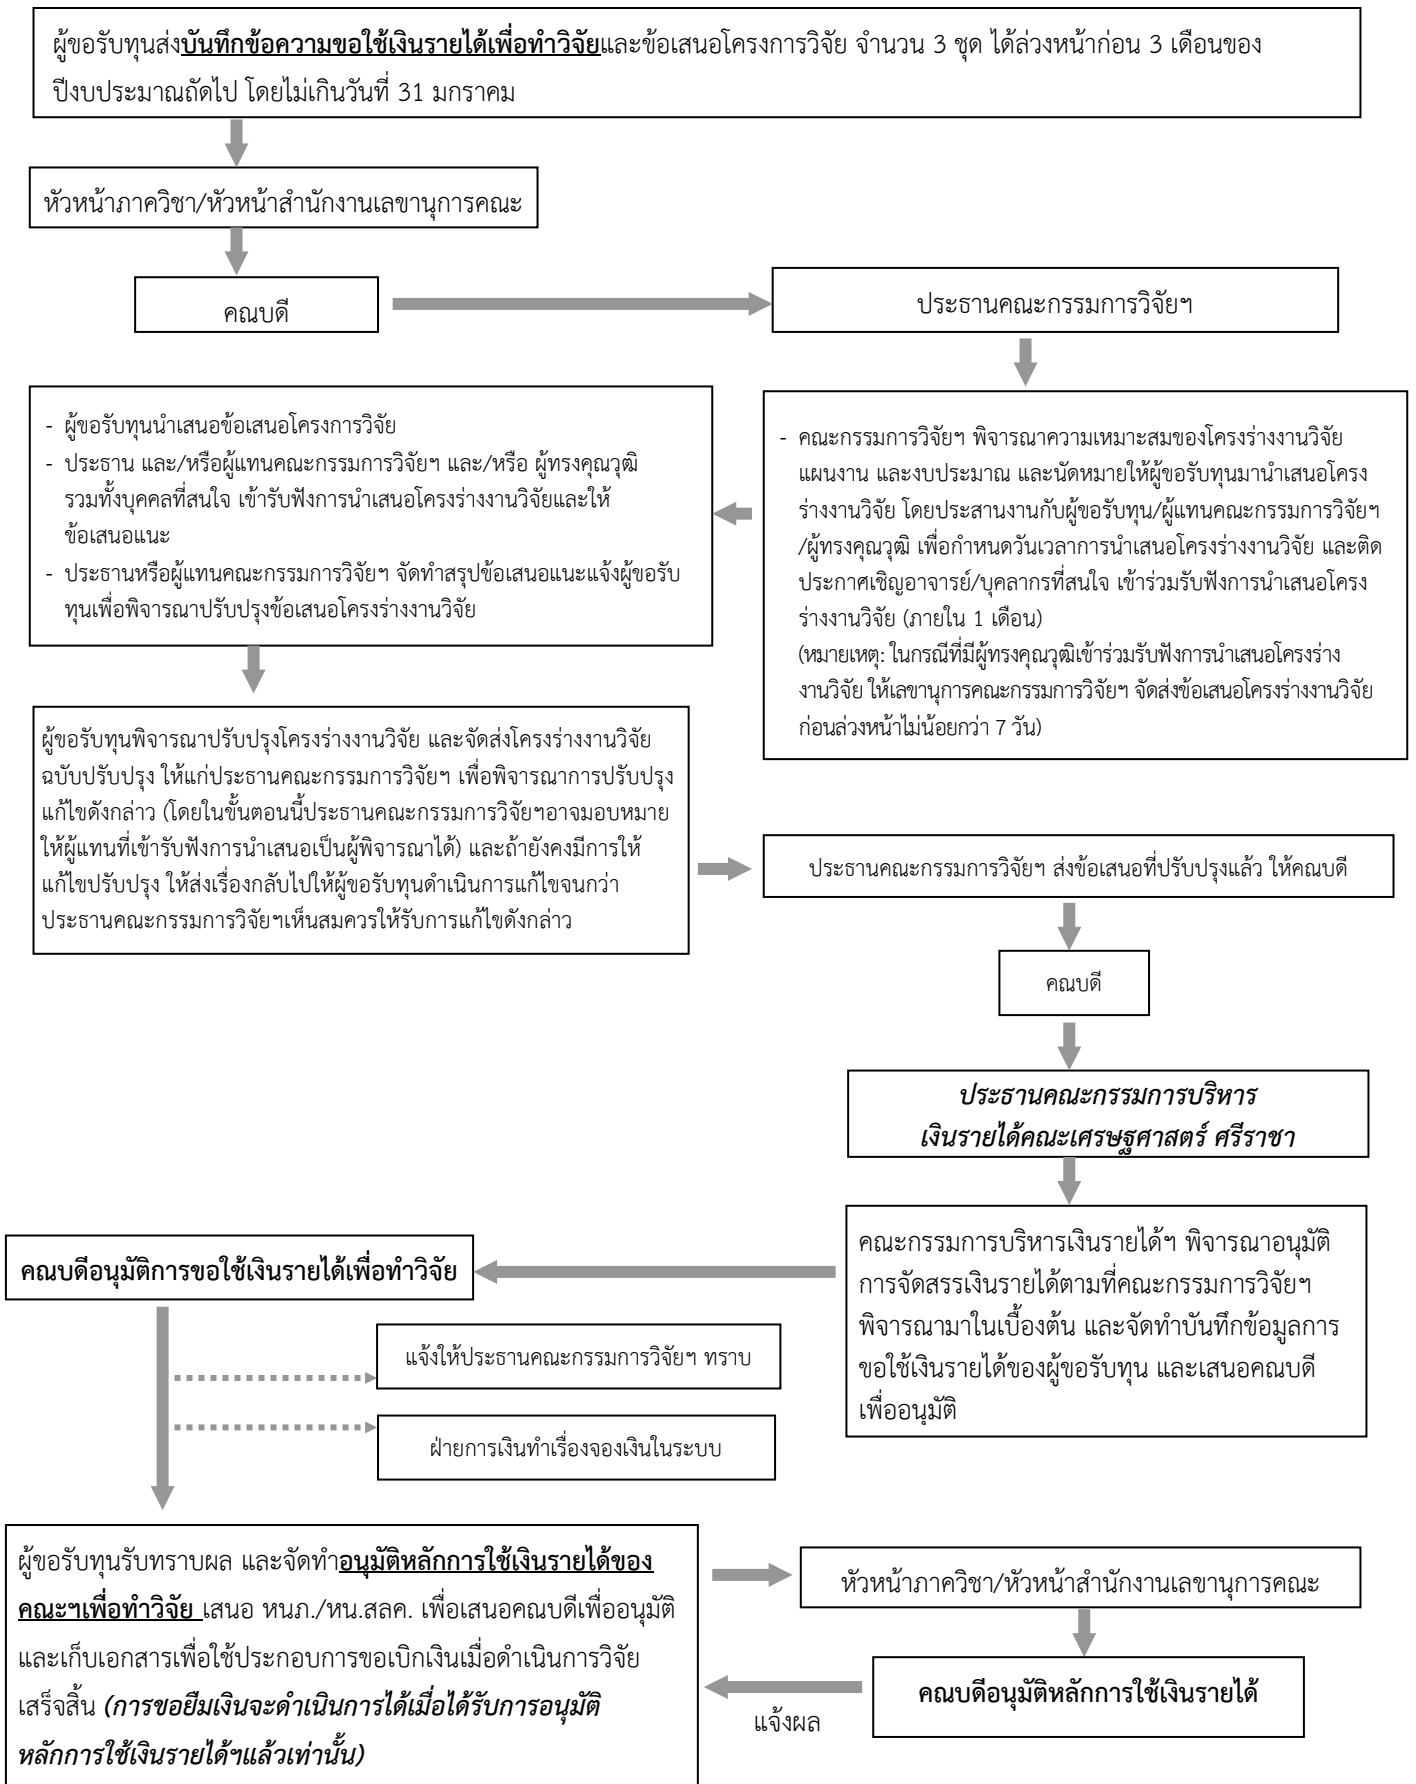 ผู้ขอรับทุนส่งบันทึกข้อความขอใช้เงินรายได้เพื่อทำวิจัยและข้อเสนอโครงการวิจัย จำนวน 3 ชุด ได้ล่วงหน้าก่อน 3 เดือนของ
ปีงบประมาณถัดไป โดยไม่เกินวันที่ 31 มกราคม
หัวหน้าภาควิชา/หัวหน้าสำนักงานเลขานุการคณะ
คณบดี
ประธานคณะกรรมการวิจัยฯ
- คณะกรรมการวิจัยฯ พิจารณาความเหมาะสมของโครงร่างงานวิจัย
แผนงาน และงบประมาณ และนัดหมายให้ผู้ขอรับทุนมานำเสนอโครง
ร่างงานวิจัย โดยประสานงานกับผู้ขอรับทุน/ผู้แทนคณะกรรมการวิจัยฯ
/ผู้ทรงคุณวุฒิ เพื่อกำหนดวันเวลาการนำเสนอโครงร่างงานวิจัย และติด
ประกาศเชิญอาจารย์/บุคลากรที่สนใจ เข้าร่วมรับฟังการนำเสนอโครง
ร่างงานวิจัย (ภายใน 1 เดือน)
(หมายเหตุ: ในกรณีที่มีผู้ทรงคุณวุฒิเข้าร่วมรับฟังการนำเสนอโครงร่าง
งานวิจัย ให้เลขานุการคณะกรรมการวิจัยฯ จัดส่งข้อเสนอโครงร่างงานวิจัย
ก่อนล่วงหน้าไม่น้อยกว่า 7 วัน)
- ผู้ขอรับทุนนำเสนอข้อเสนอโครงการวิจัย
- ประธาน และ/หรือผู้แทนคณะกรรมการวิจัยฯ และ/หรือ ผู้ทรงคุณวุฒิ
รวมทั้งบุคคลที่สนใจ เข้ารับฟังการนำเสนอโครงร่างงานวิจัยและให้
ข้อเสนอแนะ
- ประธานหรือผู้แทนคณะกรรมการวิจัยฯ จัดทำสรุปข้อเสนอแนะแจ้งผู้ขอรับ
ทุนเพื่อพิจารณาปรับปรุงข้อเสนอโครงร่างงานวิจัย
ผู้ขอรับทุนพิจารณาปรับปรุงโครงร่างงานวิจัย และจัดส่งโครงร่างงานวิจัย
ฉบับปรับปรุง ให้แก่ประธานคณะกรรมการวิจัยฯ เพื่อพิจารณาการปรับปรุง
แก้ไขดังกล่าว (โดยในขั้นตอนนี้ประธานคณะกรรมการวิจัยฯอาจมอบหมาย
ให้ผู้แทนที่เข้ารับฟังการนำเสนอเป็นผู้พิจารณาได้) และถ้ายังคงมีการให้
แก้ไขปรับปรุง ให้ส่งเรื่องกลับไปให้ผู้ขอรับทุนดำเนินการแก้ไขจนกว่า
ประธานคณะกรรมการวิจัยฯเห็นสมควรให้รับการแก้ไขดังกล่าว
ประธานคณะกรรมการวิจัยฯ ส่งข้อเสนอที่ปรับปรุงแล้ว ให้คณบดี
คณบดี
ประธานคณะกรรมการบริหาร
เงินรายได้คณะเศรษฐศาสตร์ ศรีราชา
คณะกรรมการบริหารเงินรายได้ฯ พิจารณาอนุมัติ
การจัดสรรเงินรายได้ตามที่คณะกรรมการวิจัยฯ
พิจารณามาในเบื้องต้น และจัดทำบันทึกข้อมูลการ
ขอใช้เงินรายได้ของผู้ขอรับทุน และเสนอคณบดี
เพื่ออนุมัติ
คณบดีอนุมัติการขอใช้เงินรายได้เพื่อทำวิจัย
แจ้งให้ประธานคณะกรรมการวิจัยฯ ทราบ
ฝ่ายการเงินทำเรื่องจองเงินในระบบ
ผู้ขอรับทุนรับทราบผล และจัดทำอนุมัติหลักการใช้เงินรายได้ของ
คณะฯเพื่อทำวิจัย เสนอ หนภ./หน.สลค. เพื่อเสนอคณบดีเพื่ออนุมัติ
และเก็บเอกสารเพื่อใช้ประกอบการขอเบิกเงินเมื่อดำเนินการวิจัย
เสร็จสิ้น (การขอยืมเงินจะดำเนินการได้เมื่อได้รับการอนุมัติ
หลักการใช้เงินรายได้ฯแล้วเท่านั้น)
หัวหน้าภาควิชา/หัวหน้าสำนักงานเลขานุการคณะ
คณบดีอนุมัติหลักการใช้เงินรายได้
แจ้งผล